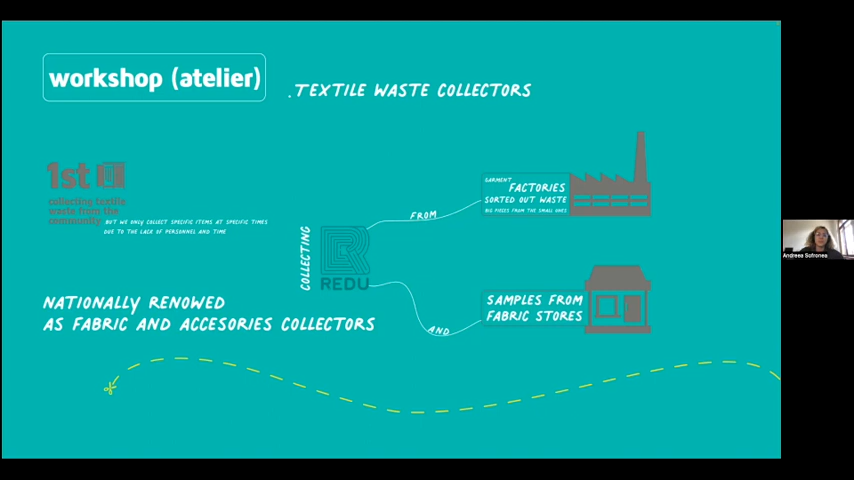 workshop (atelier)
.TEXTILE WASTE COLLECTORS
1st
collecting textile
waste from the
community BUT WE ONLY COLLECT SPECIFIC ITEMS AT SPECIFIC TIMES
DUE TO THE LACK OF PERSONNEL AND TIME
NATIONALLY RENOWED
AS FABRIC AND ACCESORIES COLLECTORS
COLLECTING
REDU
FROM
GARMENT
FACTORIES
SORTED OUT WASTE
BIG PIECES FROM THE SMALL ONES
AND
SAMPLES FROM
FABRIC STORES
Andreea Sofronea